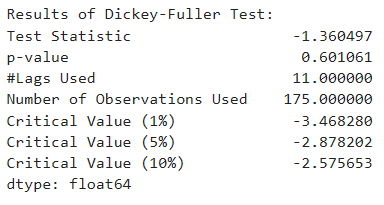 Results of Dickey-Fuller Test:
Test Statistic -1.360497
p-value 0.601061
#Lags Used 11.000000
Number of Observations Used 175.000000
Critical Value (1%) -3.468280
Critical Value (5%) -2.878202
Critical Value (10%) -2.575653
dtype: float64